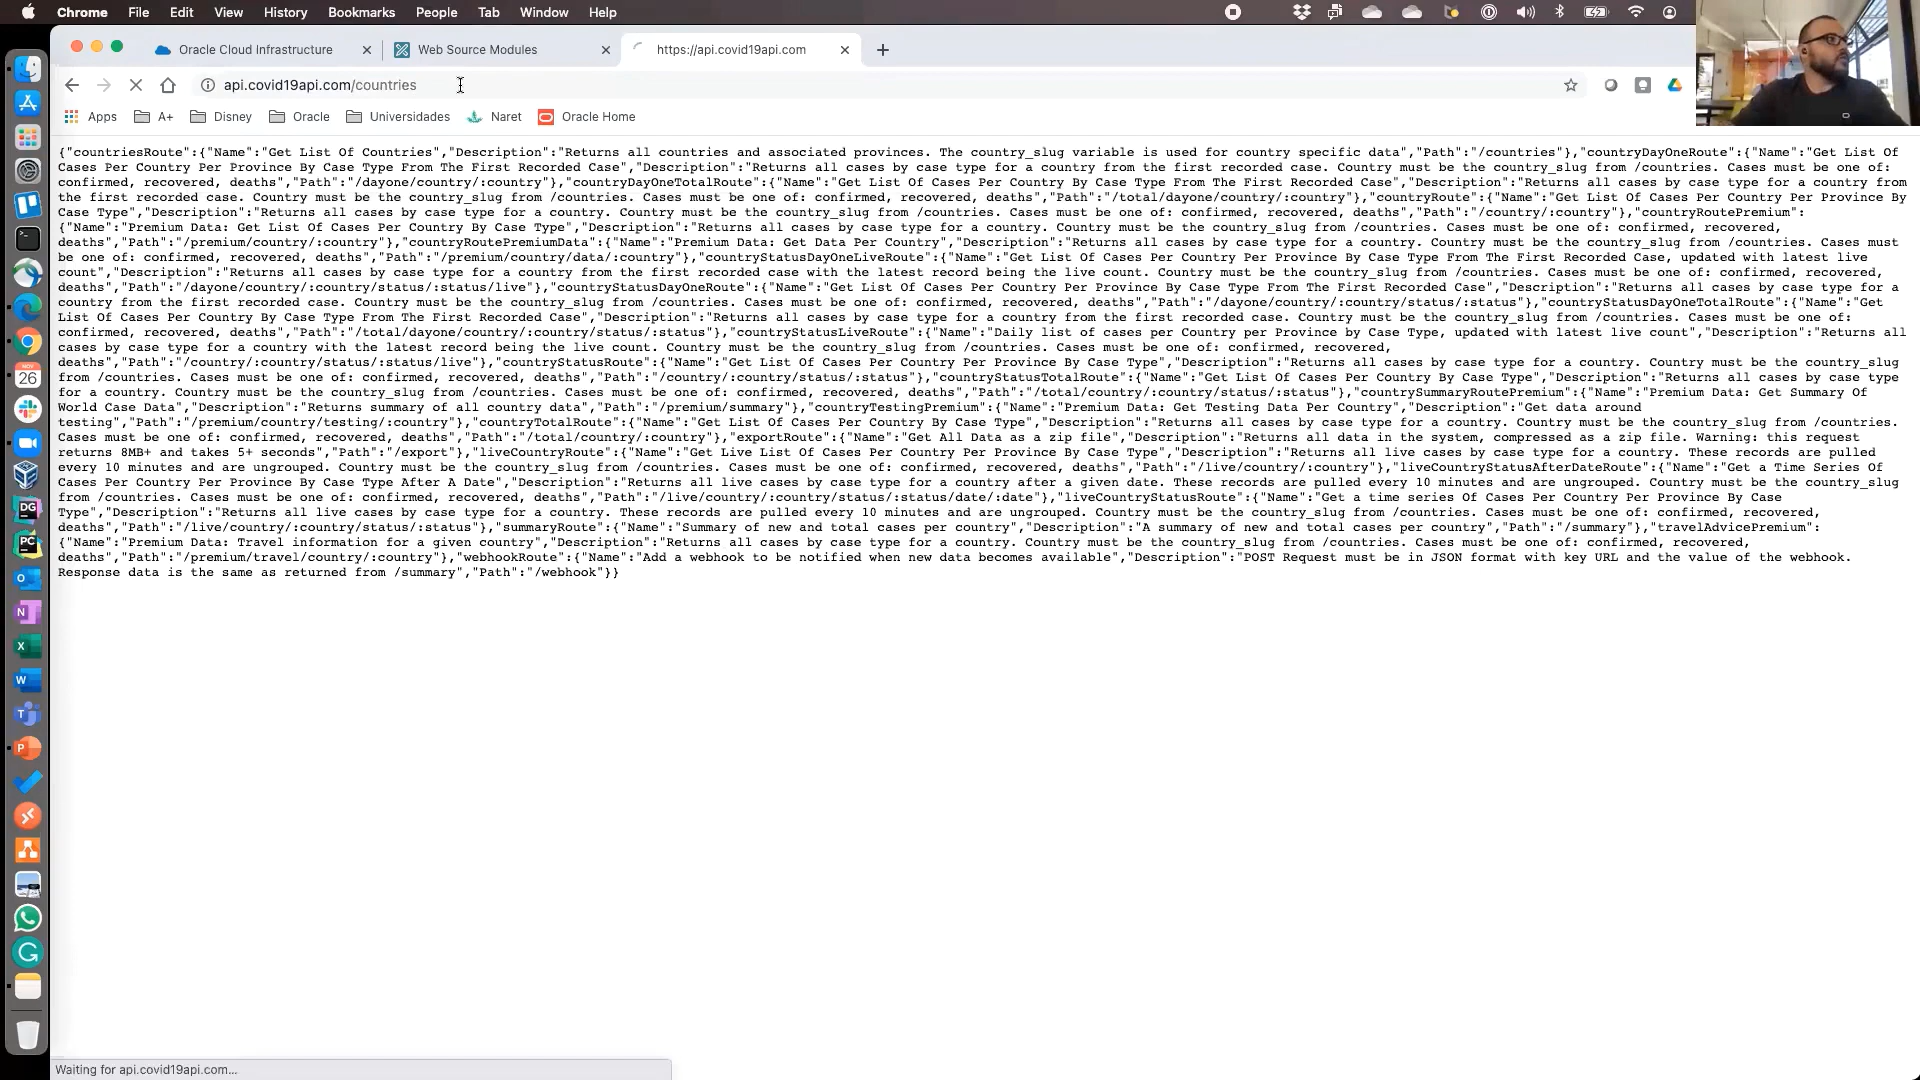 Chrome File Edit View History Bookmarks People Tab Window Help
Oracle Cloud Infrastructure
Web Source Modules
https://api.covid19api.com
api.covid19api.com/countries
Apps A+ Disney Oracle Universidades Naret Oracle Home
{"countriesRoute":{"Name":"Get List Of Countries","Description":"Returns all countries and associated provinces. The country_slug variable is used for country specific data","Path":"/countries"},"countryDayOneRoute":{"Name":"Get List Of
Cases Per Country Per Province By Case Type From The First Recorded Case","Description":"Returns all cases by case type for a country from the first recorded case. Country must be the country_slug from /countries. Cases must be one of:
confirmed, recovered, deaths","Path":"/dayone/country/:country"},"countryDayOneTotalRoute":{"Name":"Get List Of Cases Per Country By Case Type From The First Recorded Case","Description":"Returns all cases by case type for a country from
the first recorded case. Country must be the country_slug from /countries. Cases must be one of: confirmed, recovered, deaths","Path":"/total/dayone/country/:country"},"countryRoute":{"Name":"Get List Of Cases Per Country Per Province By
Case Type","Description":"Returns all cases by case type for a country. Country must be the country_slug from /countries. Cases must be one of: confirmed, recovered, deaths","Path":"/country/:country"},"countryRoutePremium":
{"Name":"Premium Data: Get List Of Cases Per Country By Case Type","Description":"Returns all cases by case type for a country. Country must be the country_slug from /countries. Cases must be one of: confirmed, recovered,
deaths","Path":"/premium/country/:country"},"countryRoutePremiumData":{"Name":"Premium Data: Get Data Per Country","Description":"Returns all cases by case type for a country. Country must be the country_slug from /countries. Cases must
be one of: confirmed, recovered, deaths","Path":"/premium/country/data/:country"},"countryStatusDayOneLiveRoute":{"Name":"Get List Of Cases Per Country Per Province By Case Type From The First Recorded Case, updated with latest live
count","Description":"Returns all cases by case type for a country from the first recorded case with the latest record being the live count. Country must be the country_slug from /countries. Cases must be one of: confirmed, recovered,
deaths","Path":"/dayone/country/:country/status/:status/live"},"countryStatusDayOneRoute":{"Name":"Get List Of Cases Per Country Per Province By Case Type From The First Recorded Case","Description":"Returns all cases by case type for a
country from the first recorded case. Country must be the country_slug from /countries. Cases must be one of: confirmed, recovered, deaths","Path":"/dayone/country/:country/status/:status"},"countryStatusDayOneTotalRoute":{"Name":"Get
List Of Cases Per Country By Case Type From The First Recorded Case","Description":"Returns all cases by case type for a country from the first recorded case. Country must be the country_slug from /countries. Cases must be one of:
confirmed, recovered, deaths","Path":"/total/dayone/country/:country/status/:status"},"countryStatusLiveRoute":{"Name":"Daily list of cases per Country per Province by Case Type, updated with latest live count","Description":"Returns all
cases by case type for a country with the latest record being the live count. Country must be the country_slug from /countries. Cases must be one of: confirmed, recovered,
deaths","Path":"/country/:country/status/:status/live"},"countryStatusRoute":{"Name":"Get List Of Cases Per Country Per Province By Case Type","Description":"Returns all cases by case type for a country. Country must be the country_slug
from /countries. Cases must be one of: confirmed, recovered, deaths","Path":"/country/:country/status/:status"},"countryStatusTotalRoute":{"Name":"Get List Of Cases Per Country By Case Type","Description":"Returns all cases by case type
for a country. Country must be the country_slug from /countries. Cases must be one of: confirmed, recovered, deaths","Path":"/total/country/:country/status/:status"},"countrySummaryRoutePremium":{"Name":"Premium Data: Get Summary Of
World Case Data","Description":"Returns summary of all country data","Path":"/premium/summary"},"countryTestingPremium":{"Name":"Premium Data: Get Testing Data Per Country","Description":"Get data around
testing","Path":"/premium/country/testing/:country"},"countryTotalRoute":{"Name":"Get List Of Cases Per Country By Case Type","Description":"Returns all cases by case type for a country. Country must be the country_slug from /countries.
Cases must be one of: confirmed, recovered, deaths","Path":"/total/country/:country"},"exportRoute":{"Name":"Get All Data as a zip file","Description":"Returns all data in the system, compressed as a zip file. Warning: this request
returns 8MB+ and takes 5+ seconds","Path":"/export"},"liveCountryRoute":{"Name":"Get Live List Of Cases Per Country Per Province By Case Type","Description":"Returns all live cases by case type for a country. These records are pulled
every 10 minutes and are ungrouped. Country must be the country_slug from /countries. Cases must be one of: confirmed, recovered, deaths","Path":"/live/country/:country"},"liveCountryStatusAfterDateRoute":{"Name":"Get a Time Series Of
Cases Per Country Per Province By Case Type After A Date","Description":"Returns all live cases by case type for a country after a given date. These records are pulled every 10 minutes and are ungrouped. Country must be the country_slug
from /countries. Cases must be one of: confirmed, recovered, deaths","Path":"/live/country/:country/status/:status/date/:date"},"liveCountryStatusRoute":{"Name":"Get a time series Of Cases Per Country Per Province By Case
Type","Description":"Returns all live cases by case type for a country. These records are pulled every 10 minutes and are ungrouped. Country must be the country_slug from /countries. Cases must be one of: confirmed, recovered,
deaths","Path":"/live/country/:country/status/:status"},"summaryRoute":{"Name":"Summary of new and total cases per country","Description":"A summary of new and total cases per country","Path":"/summary"},"travelAdvicePremium":
{"Name":"Premium Data: Travel information for a given country","Description":"Returns all cases by case type for a country. Country must be the country_slug from /countries. Cases must be one of: confirmed, recovered,
deaths","Path":"/premium/travel/country/:country"},"webhookRoute":{"Name":"Add a webhook to be notified when new data becomes available","Description":"POST Request must be in JSON format with key URL and the value of the webhook.
Response data is the same as returned from /summary","Path":"/webhook"}}
NOV
26
DG
PC
O
N
X
W
T
P
G
Waiting for api.covid19api.com...